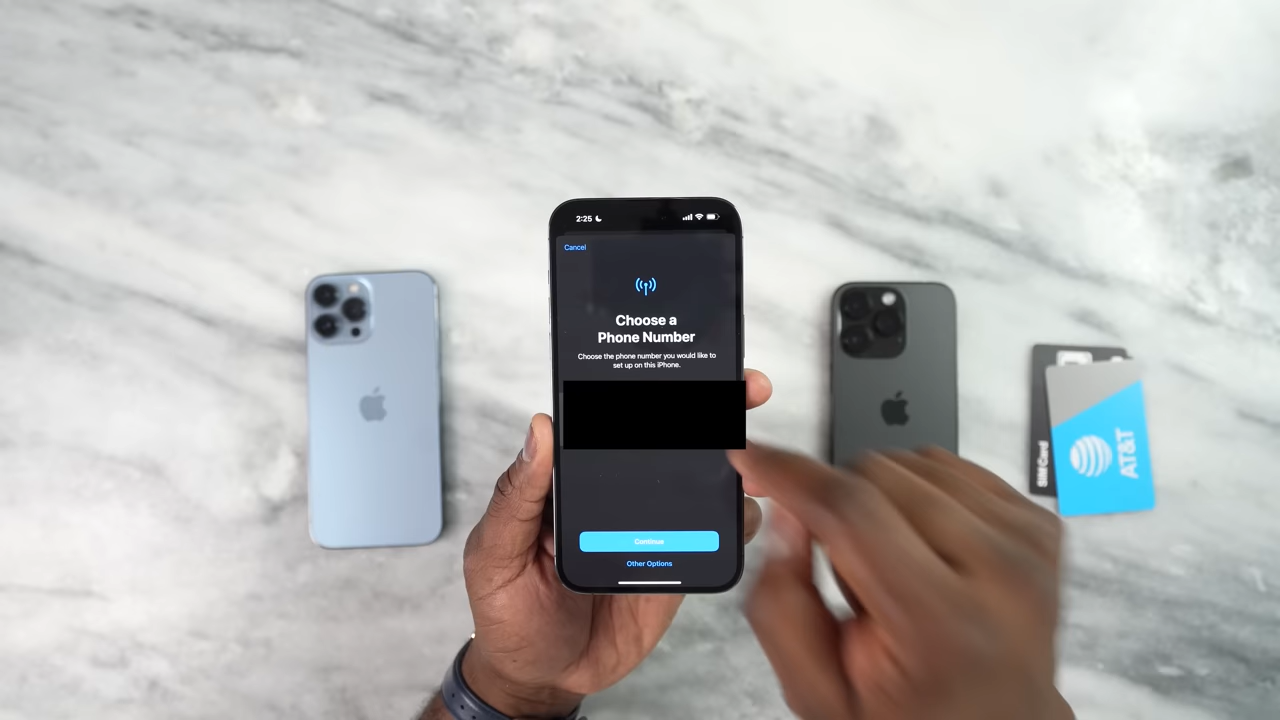 2:25
Cancel
Choose a
Phone Number
Choose the phone number you would like to
set up on this iPhone.
Continue
Other Options
SIM Card
AT&T